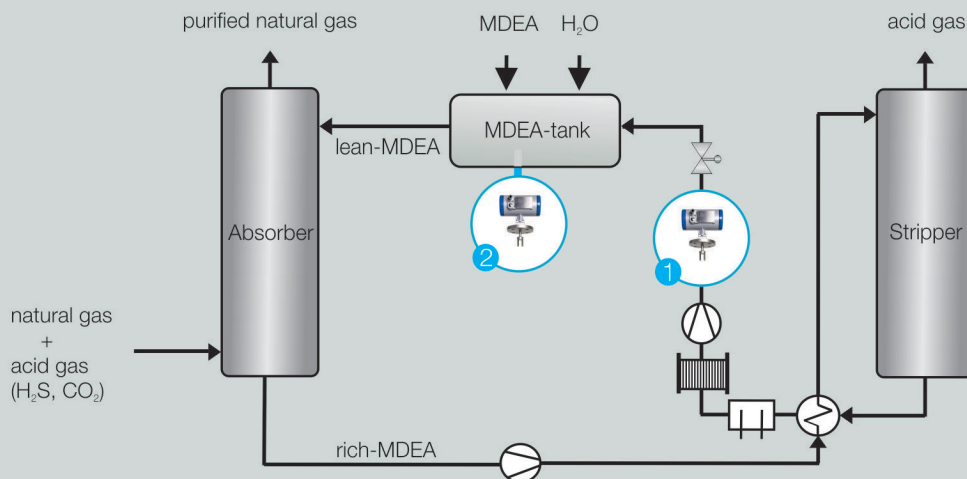 purified natural gas
MDEA
H₂O
acid gas
MDEA-tank
lean-MDEA
Absorber
2
1
Stripper
natural gas
+
acid gas
(H₂S, CO₂)
rich-MDEA